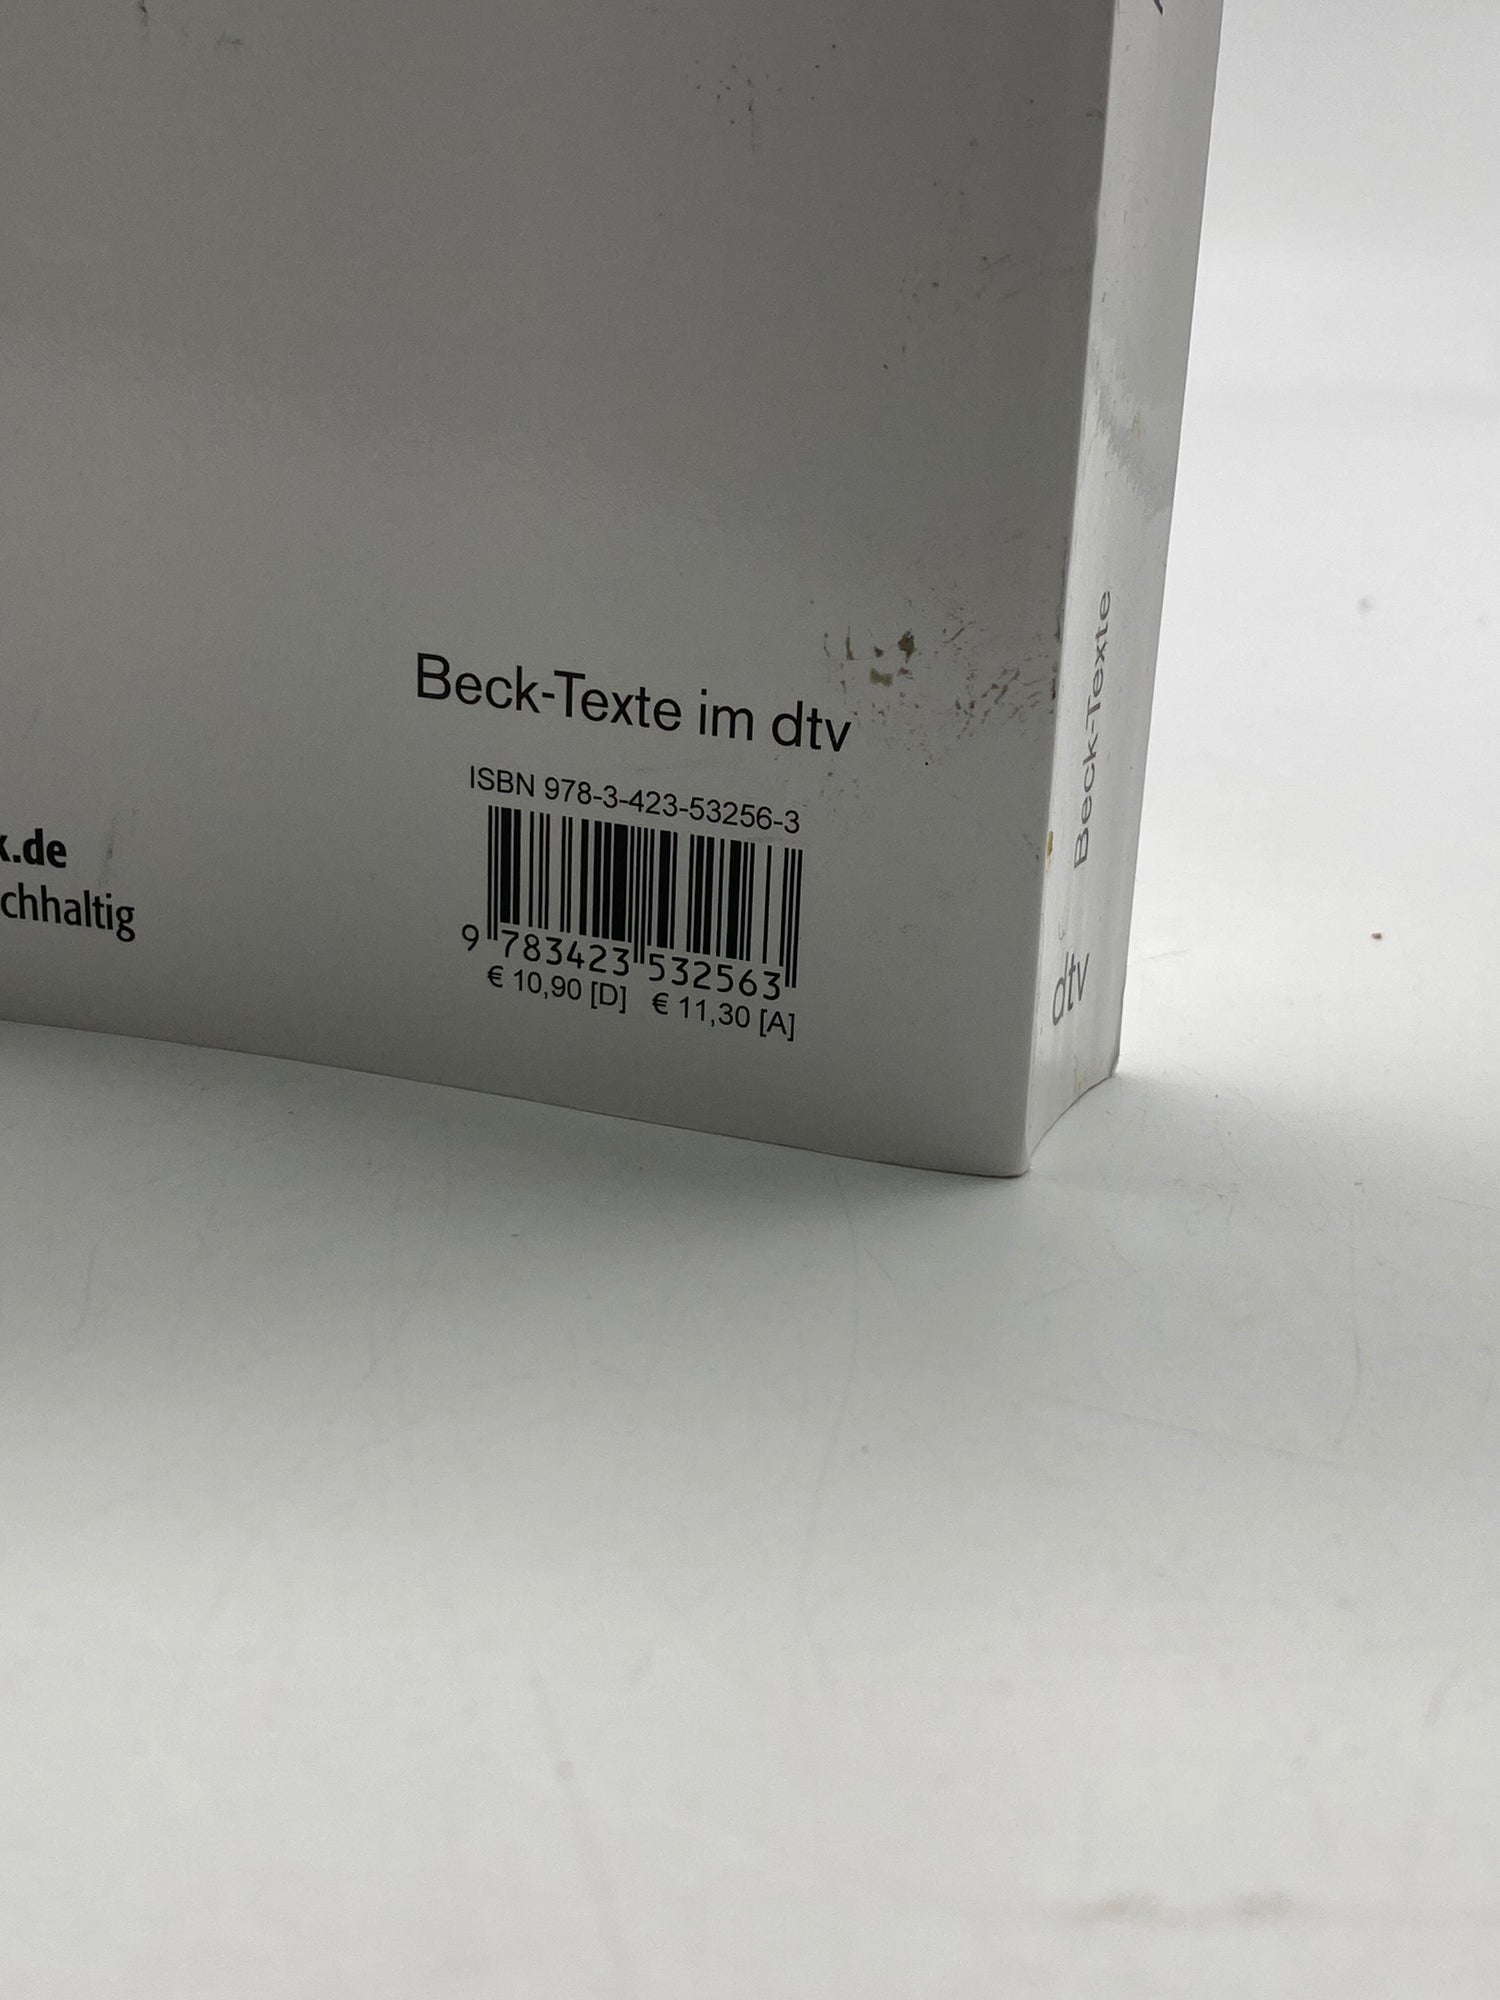 Beck-Texte im dtv
ISBN 978-3-423-53256-3
9 783423 532563
€ 10,90 [D] € 11,30 [A]
.de
chhaltig
Beck-Texte
dtv